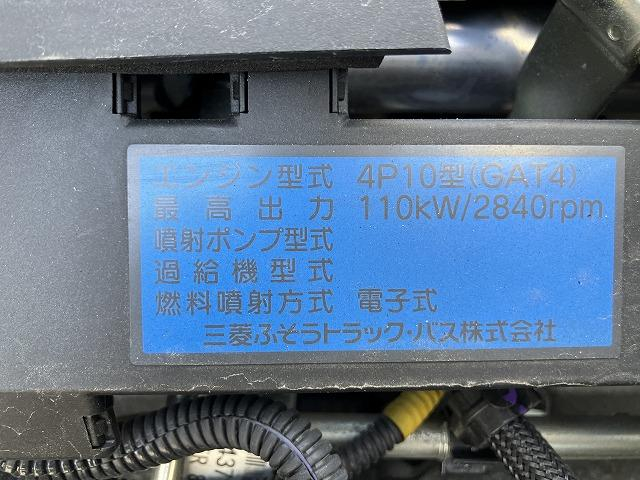 エンジン型式 4P10型(GAT4)
最高出力 110kW/2840rpm
噴射ポンプ型式
過給機型式
燃料噴射方式 電子式
三菱ふそうトラック・バス株式会社
437
R 8